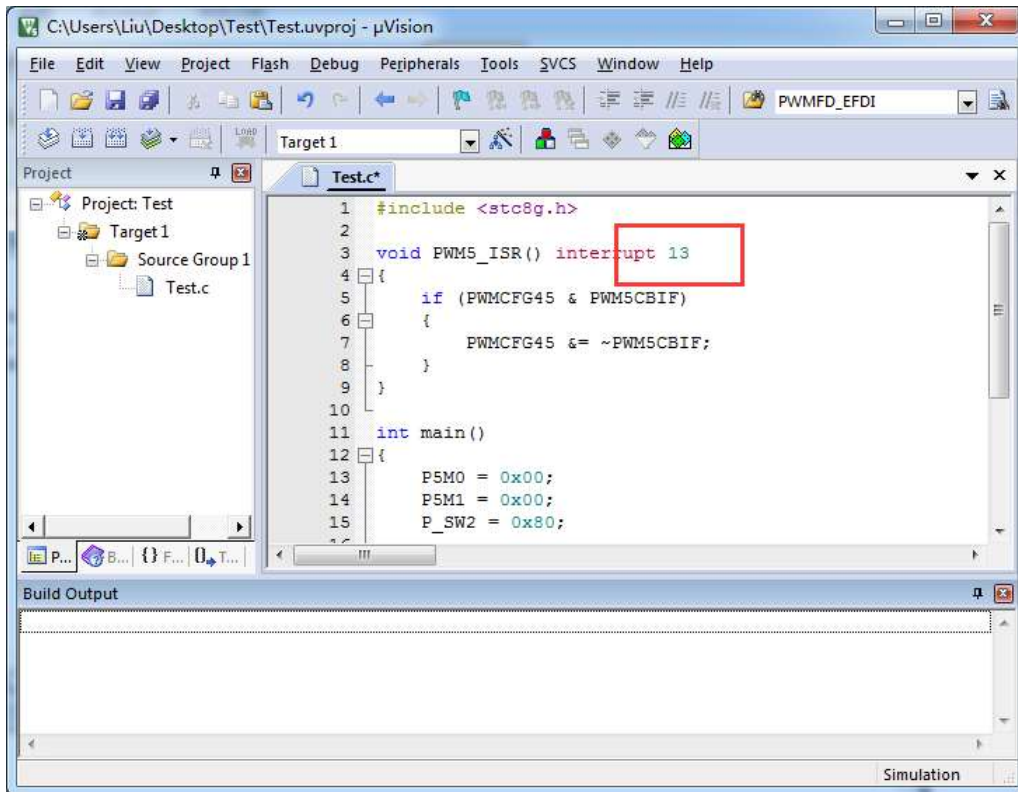 C:\Users\Liu\Desktop\Test\Test.uvproj - µVision
File Edit View Project Flash Debug Peripherals Tools SVCS Window Help
PWMFD_EFDI
LOAD Target 1
Project
Project: Test
Target 1
Source Group 1
Test.c
P... B... {} F... T...
Test.c*
1 #include <stc8g.h>
2
3 void PWM5_ISR() interrupt 13
4 {
5 if (PWMCFG45 & PWM5CBIF)
6 {
7 PWMCFG45 &= ~PWM5CBIF;
8 }
9 }
10
11 int main()
12 {
13 P5M0 = 0x00;
14 P5M1 = 0x00;
15 P_SW2 = 0x80;
Build Output
Simulation